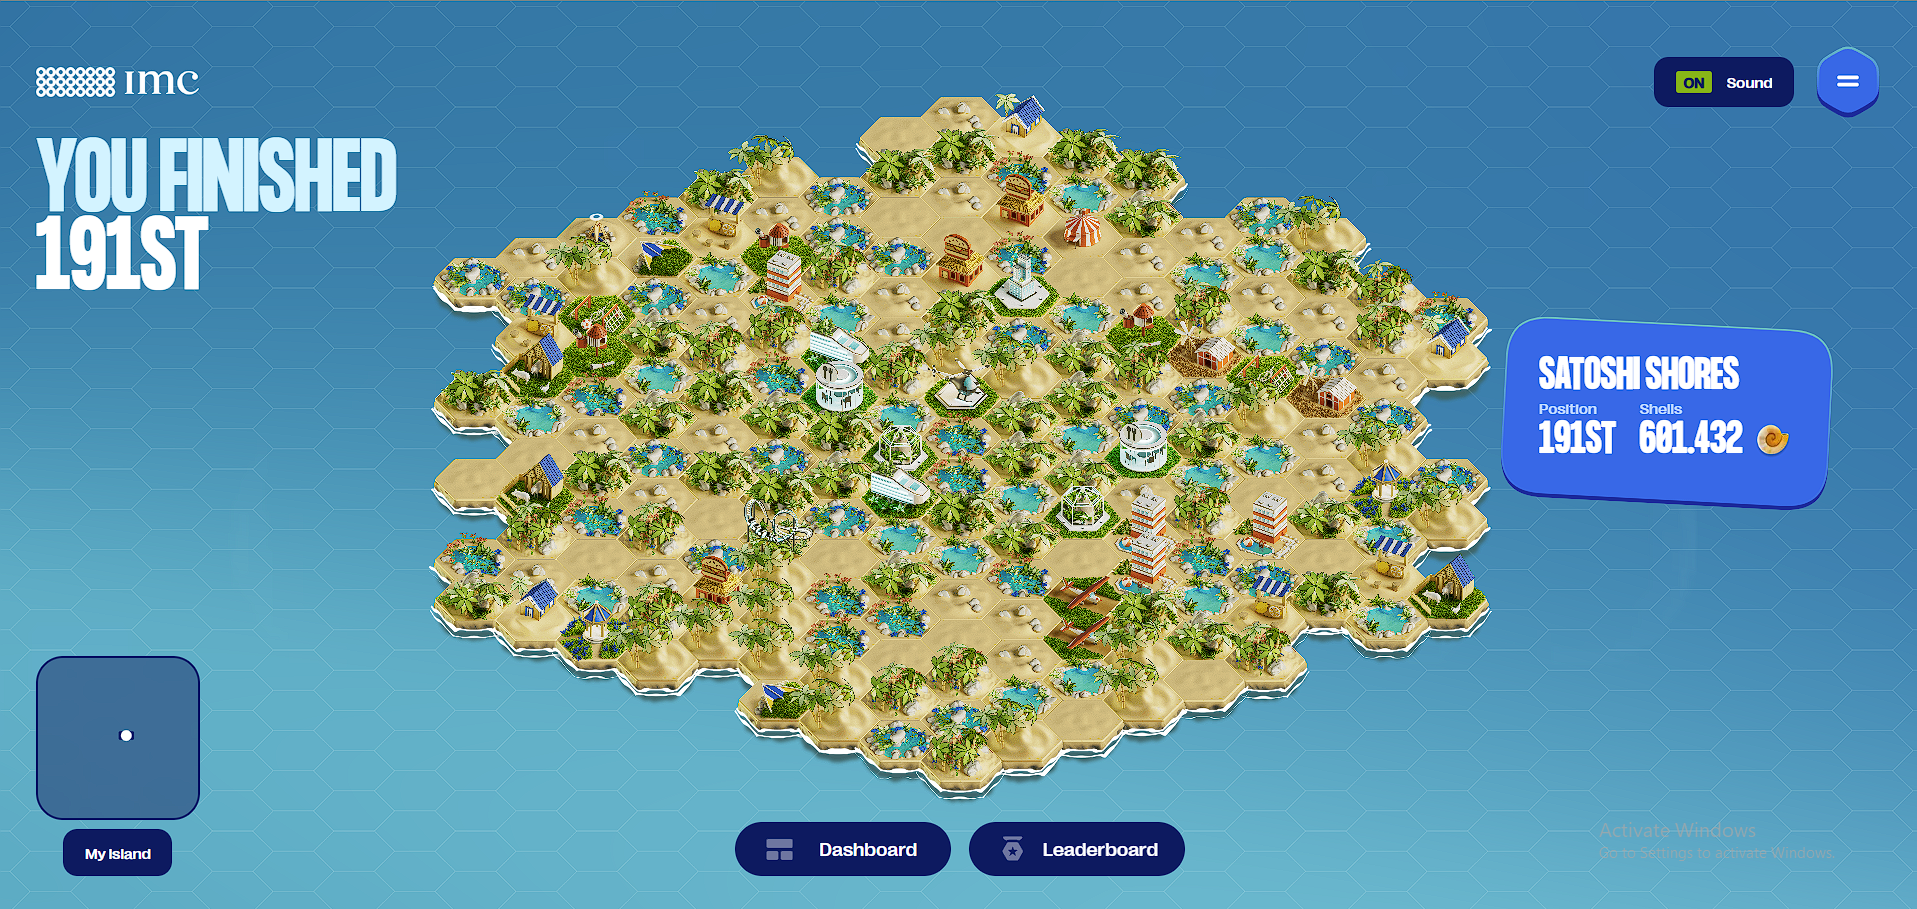 imc
ON Sound
YOU FINISHED
191ST
SATOSHI SHORES
Position Shells
191ST 601.432
My Island
Dashboard
Leaderboard
Activate Windows
Go to Settings to activate Windows.